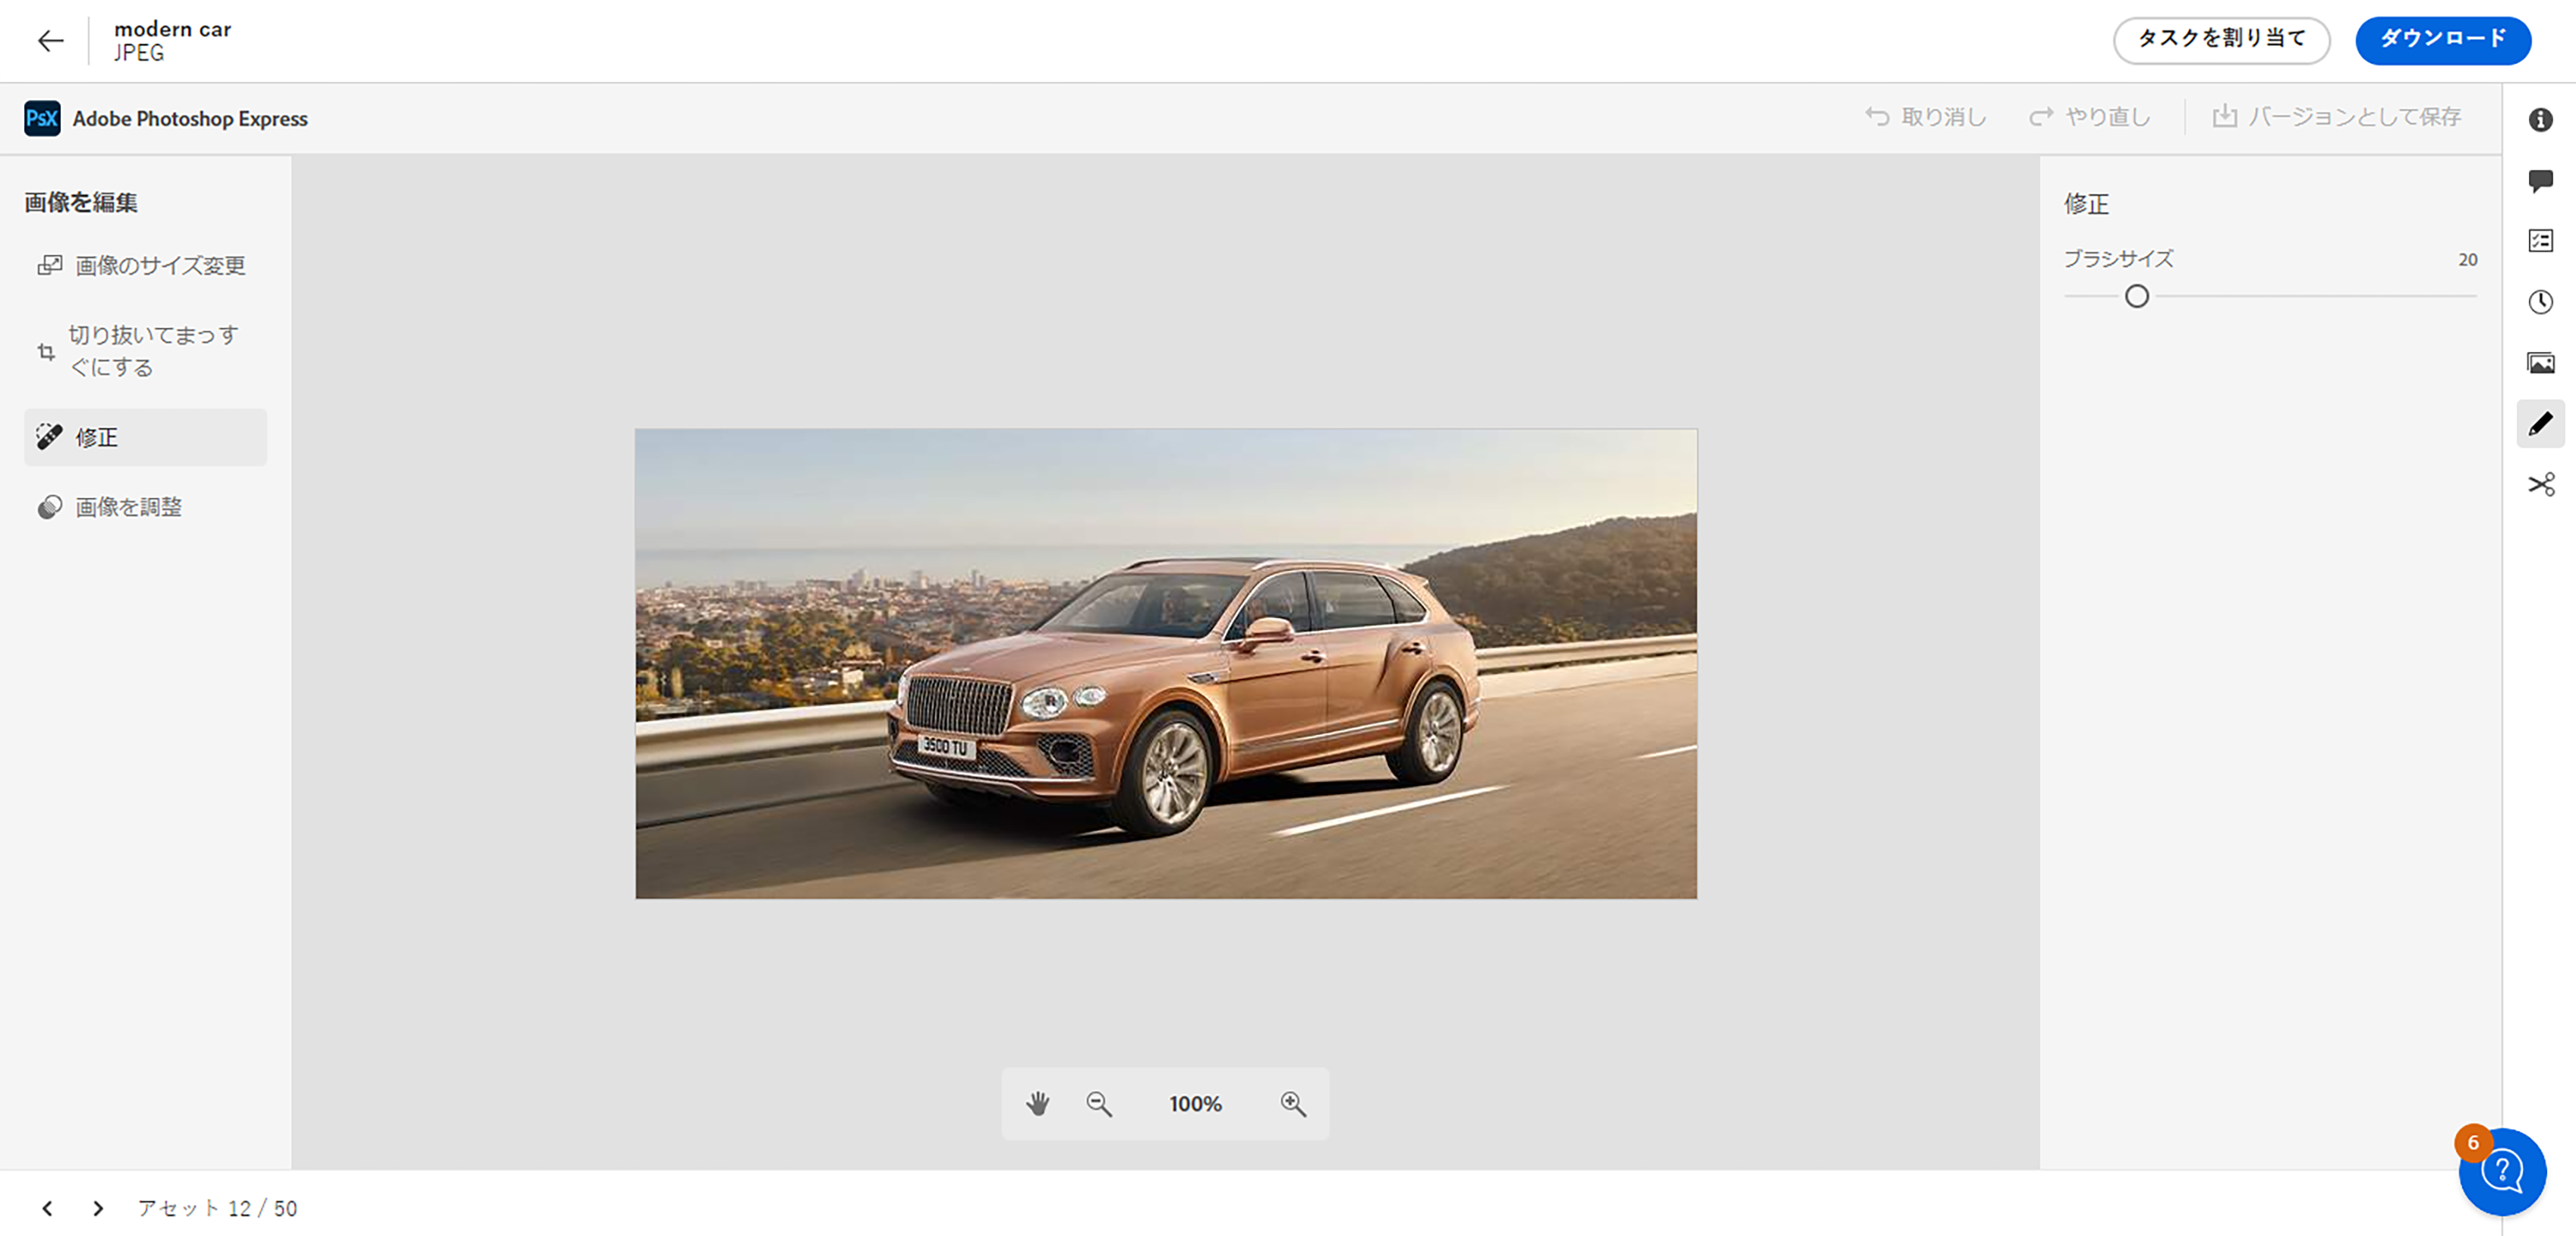 modern car
JPEG
タスクを割り当て
ダウンロード
PsX
Adobe Photoshop Express
取り消し
やり直し
バージョンとして保存
画像を編集
画像のサイズ変更
切り抜いてまっす
ぐにする
修正
画像を調整
修正
ブラシサイズ
20
3500 TU
100%
6
アセット 12 / 50